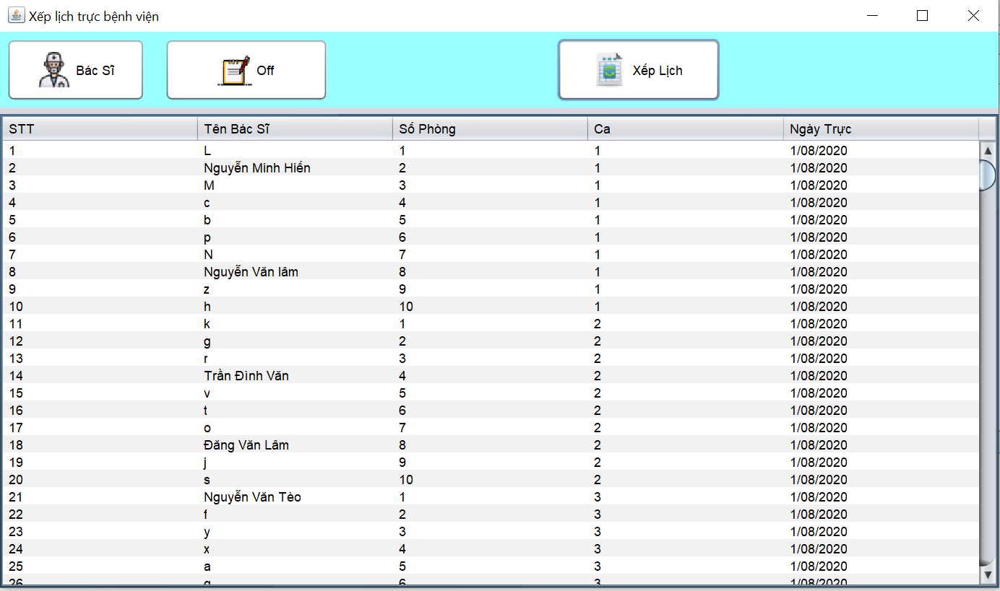 Xếp lịch trực bệnh viện
Bác Sĩ Off Xếp Lịch
STT Tên Bác Sĩ Số Phòng Ca Ngày Trực
1 L 1 1 1/08/2020
2 Nguyễn Minh Hiến 2 1 1/08/2020
3 M 3 1 1/08/2020
4 c 4 1 1/08/2020
5 b 5 1 1/08/2020
6 p 6 1 1/08/2020
7 N 7 1 1/08/2020
8 Nguyễn Văn lâm 8 1 1/08/2020
9 z 9 1 1/08/2020
10 h 10 1 1/08/2020
11 k 1 2 1/08/2020
12 g 2 2 1/08/2020
13 r 3 2 1/08/2020
14 Trần Đình Văn 4 2 1/08/2020
15 v 5 2 1/08/2020
16 t 6 2 1/08/2020
17 o 7 2 1/08/2020
18 Đăng Văn Lâm 8 2 1/08/2020
19 j 9 2 1/08/2020
20 s 10 2 1/08/2020
21 Nguyễn Văn Tèo 1 3 1/08/2020
22 f 2 3 1/08/2020
23 y 3 3 1/08/2020
24 x 4 3 1/08/2020
25 a 5 3 1/08/2020
26 6 3 1/08/2020